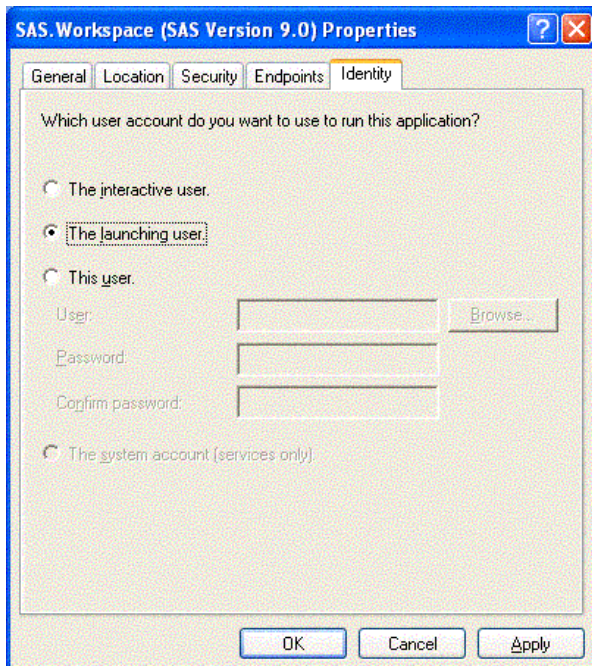 SAS.Workspace (SAS Version 9.0) Properties
General Location Security Endpoints Identity
Which user account do you want to use to run this application?
The interactive user.
The launching user.
This user.
User: Browse...
Password:
Confirm password:
The system account (services only)
OK Cancel Apply